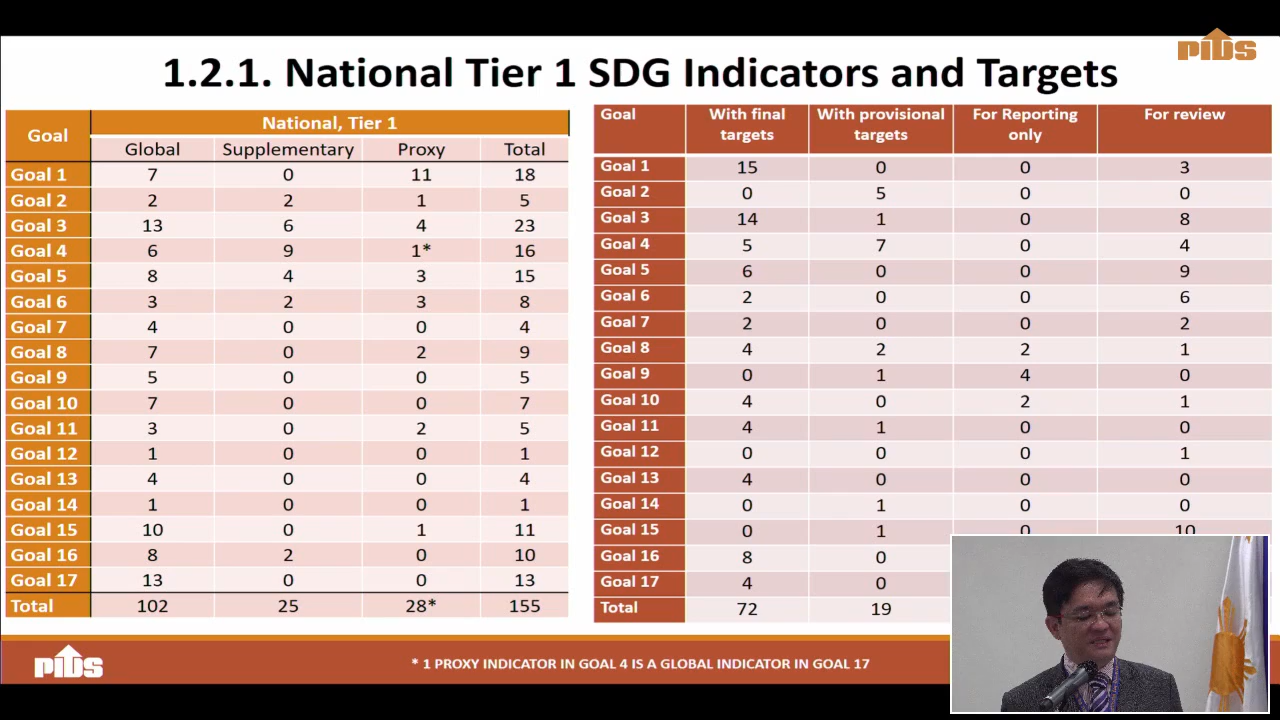 PIDS
1.2.1. National Tier 1 SDG Indicators and Targets
Goal National, Tier 1
Global Supplementary Proxy Total
Goal 1 7 0 11 18
Goal 2 2 2 1 5
Goal 3 13 6 4 23
Goal 4 6 9 1* 16
Goal 5 8 4 3 15
Goal 6 3 2 3 8
Goal 7 4 0 0 4
Goal 8 7 0 2 9
Goal 9 5 0 0 5
Goal 10 7 0 0 7
Goal 11 3 0 2 5
Goal 12 1 0 0 1
Goal 13 4 0 0 4
Goal 14 1 0 0 1
Goal 15 10 0 1 11
Goal 16 8 2 0 10
Goal 17 13 0 0 13
Total 102 25 28* 155
Goal With final With provisional For Reporting For review
targets targets only
Goal 1 15 0 0 3
Goal 2 0 5 0 0
Goal 3 14 1 0 8
Goal 4 5 7 0 4
Goal 5 6 0 0 9
Goal 6 2 0 0 6
Goal 7 2 0 0 2
Goal 8 4 2 2 1
Goal 9 0 1 4 0
Goal 10 4 0 2 1
Goal 11 4 1 0 0
Goal 12 0 0 0 1
Goal 13 4 0 0 0
Goal 14 0 1 0 0
Goal 15 0 1 0 10
Goal 16 8 0
Goal 17 4 0
Total 72 19
PIDS
* 1 PROXY INDICATOR IN GOAL 4 IS A GLOBAL INDICATOR IN GOAL 17